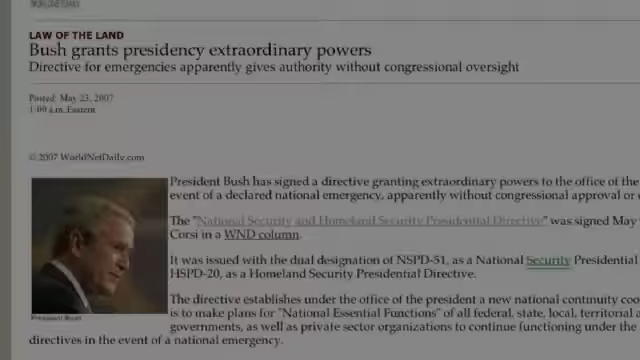 LAW OF THE LAND
Bush grants presidency extraordinary powers
Directive for emergencies apparently gives authority without congressional oversight
Posted: May 23, 2007
1:00 a.m. Eastern
© 2007 WorldNetDaily.com
President Bush has signed a directive granting extraordinary powers to the office of the
event of a declared national emergency, apparently without congressional approval or
The "National Security and Homeland Security Presidential Directive" was signed May
Corsi in a WND column.
It was issued with the dual designation of NSPD-51, as a National Security Presidential
HSPD-20, as a Homeland Security Presidential Directive.
The directive establishes under the office of the president a new national continuity
is to make plans for "National Essential Functions" of all federal, state, local, territorial
governments, as well as private sector organizations to continue functioning under the
directives in the event of a national emergency.
President Bush